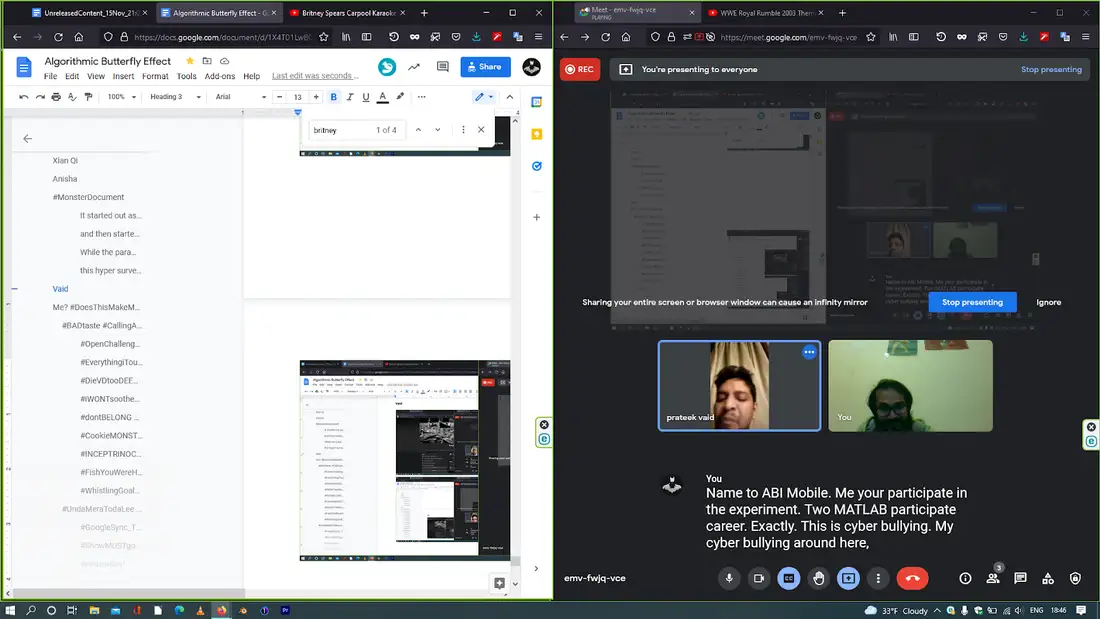 UnreleasedContent_15Nov_21
Algorithmic Butterfly Effect - G
Britney Spears Carpool Karaoke
https://docs.google.com/document/d/1X4T01LwB0
Algorithmic Butterfly Effect
File Edit View Insert Format Tools Add-ons Help Last edit was seconds ...
Share
100% Heading 3 Arial 13 B I U A
britney 1 of 4
Xian Qi
Anisha
#MonsterDocument
It started out as...
and then starte...
While the para...
this hyper surve...
Vaid
Me? #DoesThisMakeM...
#BADtaste #CallingA...
#OpenChalleng...
#EverythingiTou...
#DieVDtooDEE...
#iWONTsoothe...
#dontBELONG ...
#CookieMONST...
#INCEPTRINOC...
#FishYouWereH...
#WhistlingGoal...
#UndaMeraTodaLee ...
#GoogleSync_T...
#ShowMUSTgo...
Meet - emv-fwjq-vce
PLAYING
WWE Royal Rumble 2003 Them
https://meet.google.com/emv-fwjq-vce
REC
You're presenting to everyone
Stop presenting
Sharing your entire screen or browser window can cause an infinity mirror
Stop presenting
Ignore
prateek vaid
You
You
Name to ABI Mobile. Me your participate in
the experiment. Two MATLAB participate
career. Exactly. This is cyber bullying. My
cyber bullying around here,
emv-fwjq-vce
CC
3
33°F Cloudy
ENG
18:46